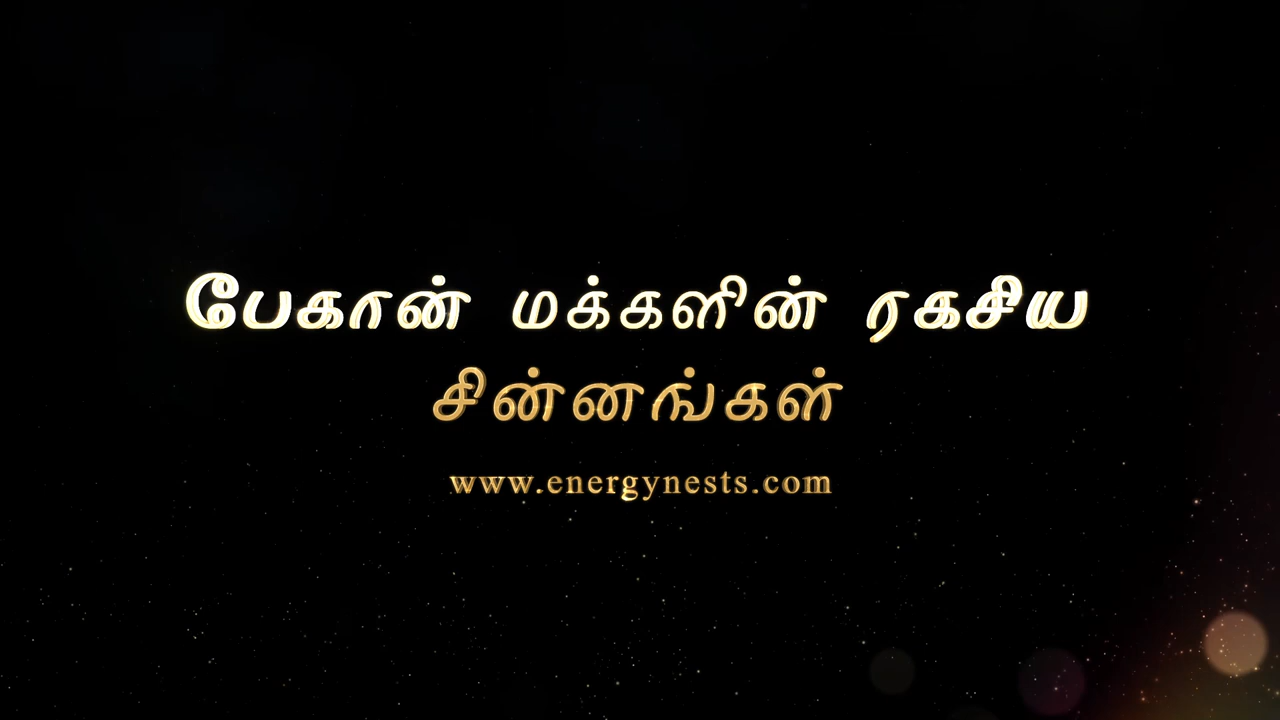 பேகான் மக்களின் ரகசிய
சின்னங்கள்
www.energynests.com